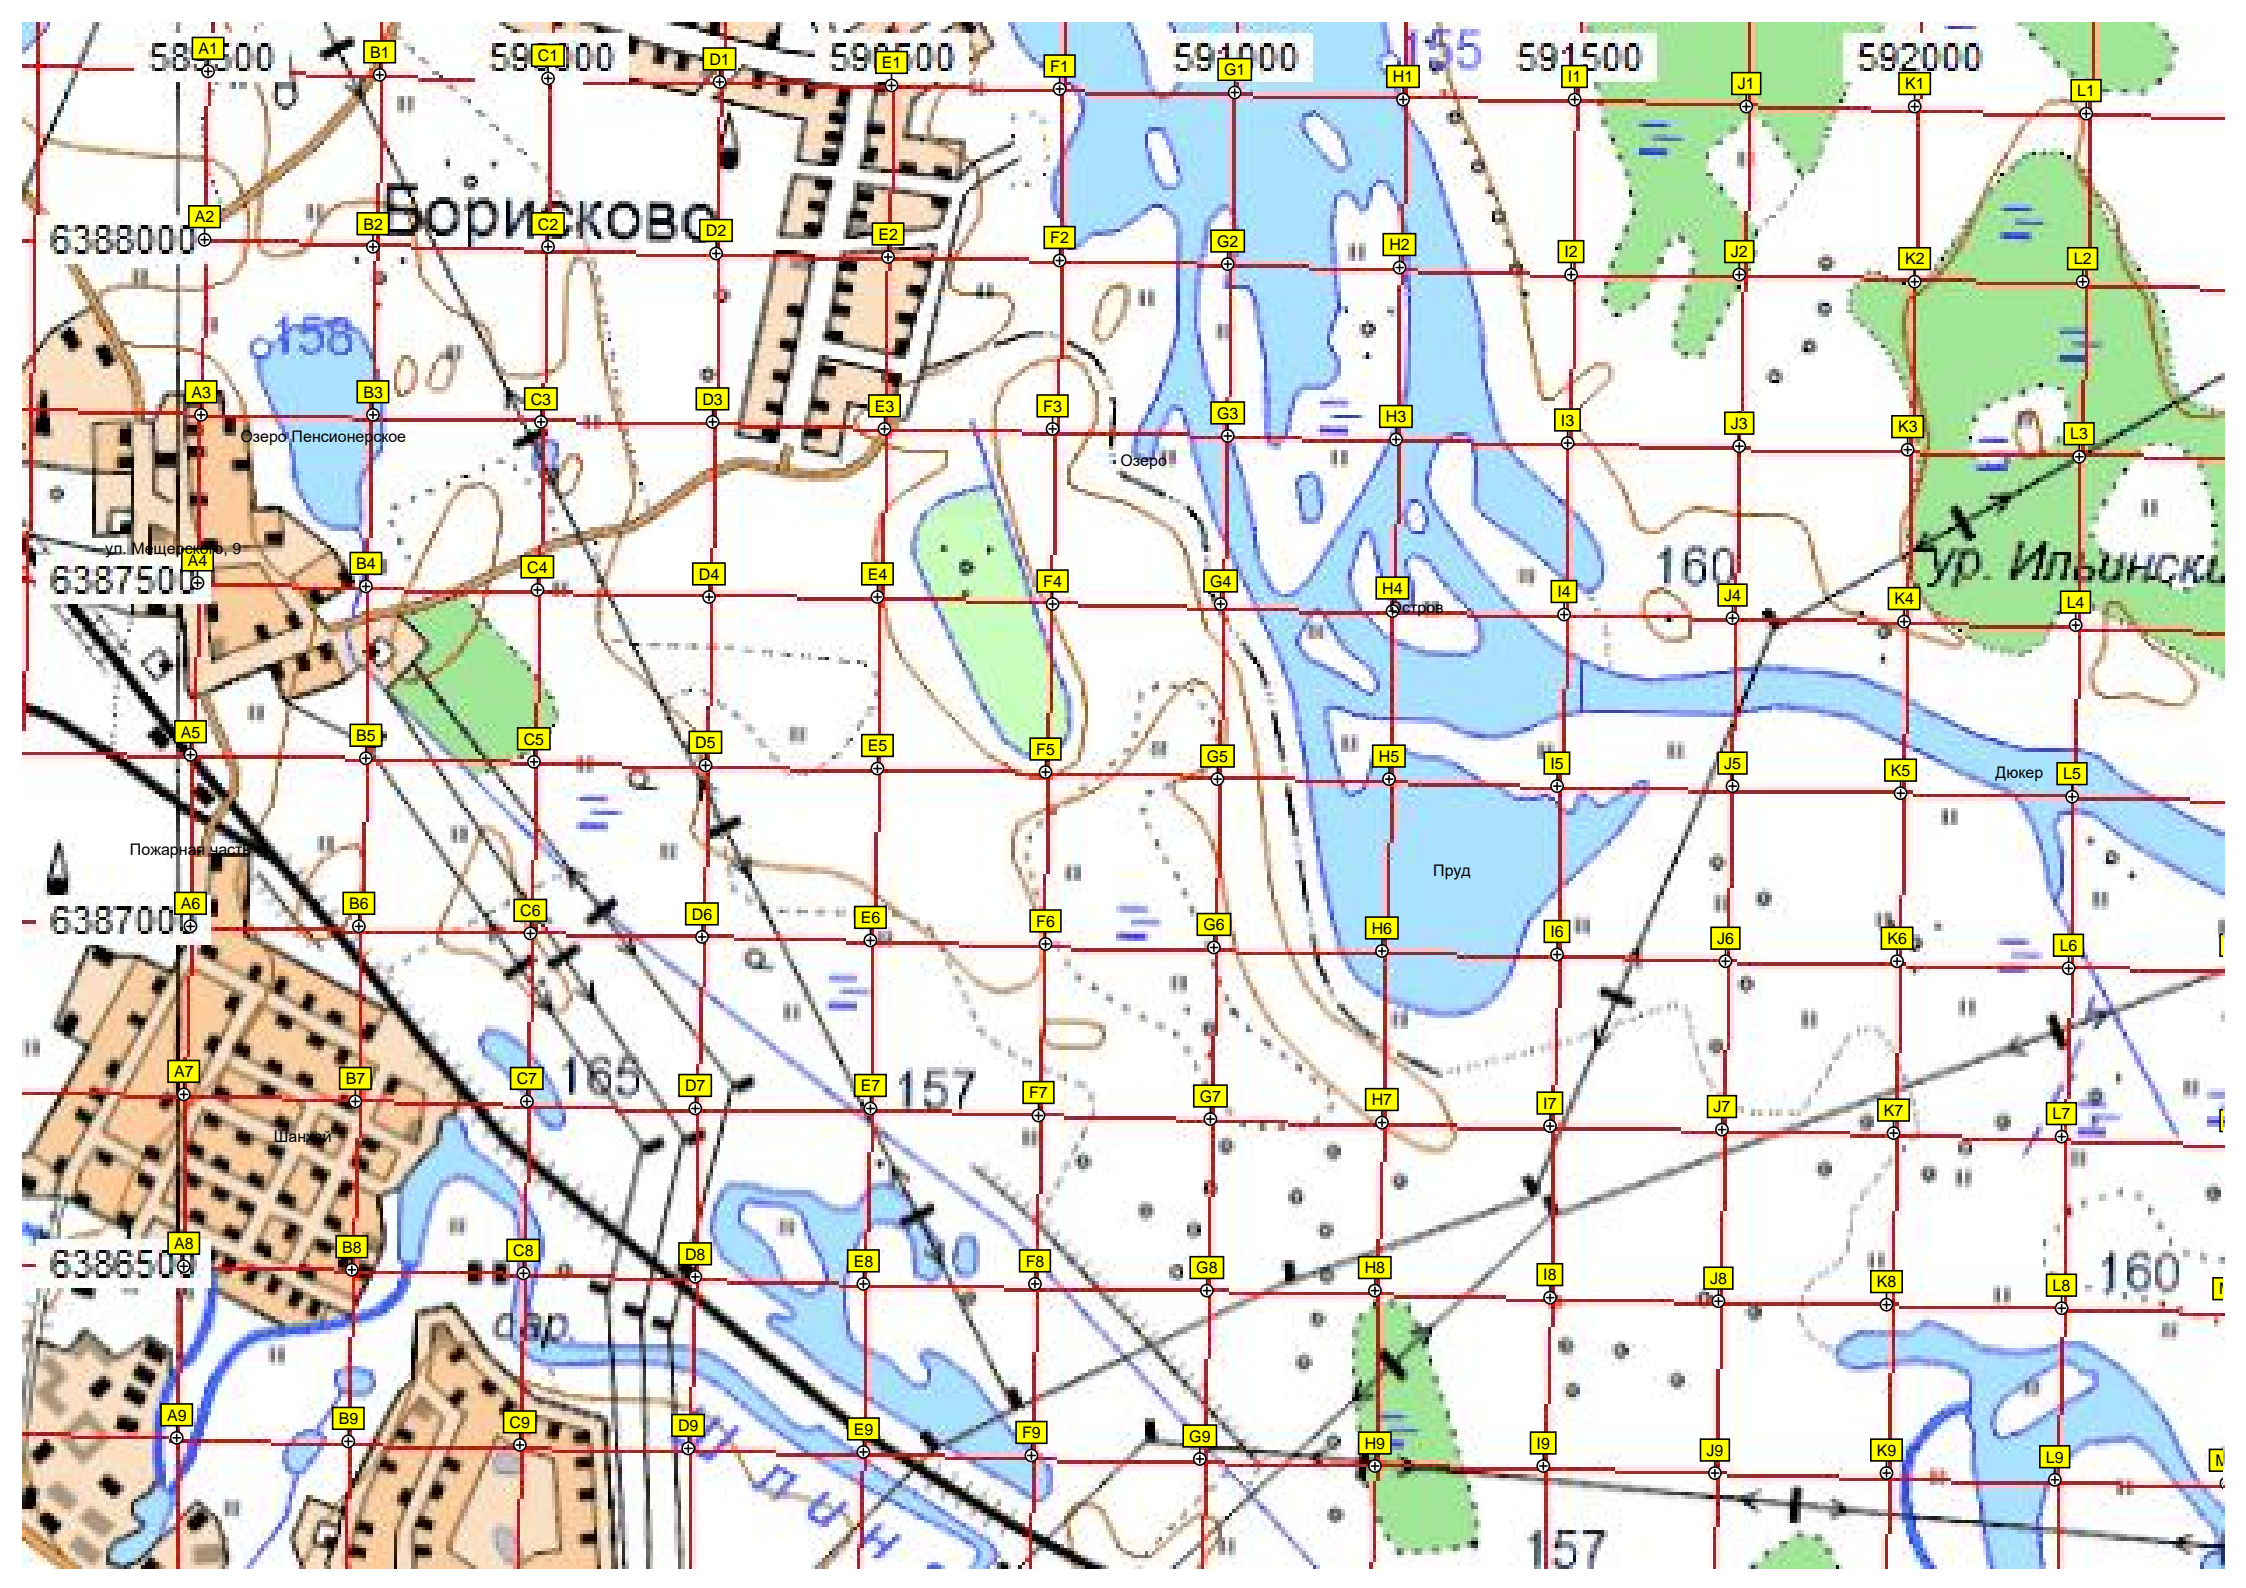 589500 590000 590500 591000 155 591500 592000
A1 B1 C1 D1 E1 F1 G1 H1 I1 J1 K1 L1
Борисково
6388000
A2 B2 C2 D2 E2 F2 G2 H2 I2 J2 K2 L2
158
A3 B3 C3 D3 E3 F3 G3 H3 I3 J3 K3 L3
Озеро Пенсионерское
Озеро
ул. Мещерского, 9
6387500
160
ур. Ильински
A4 B4 C4 D4 E4 F4 G4 H4 I4 J4 K4 L4
Остров
A5 B5 C5 D5 E5 F5 G5 H5 I5 J5 K5 L5
Дюкер
Пожарная часть
Пруд
6387000
A6 B6 C6 D6 E6 F6 G6 H6 I6 J6 K6 L6
165
157
A7 B7 C7 D7 E7 F7 G7 H7 I7 J7 K7 L7
Шанхай
6386500
160
A8 B8 C8 D8 E8 F8 G8 H8 I8 J8 K8 L8
сар.
A9 B9 C9 D9 E9 F9 G9 H9 I9 J9 K9 L9
157